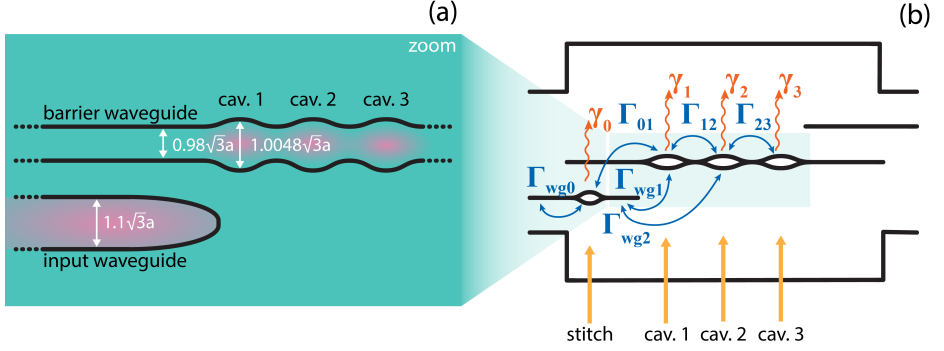 (a)
zoom
cav. 1 cav. 2 cav. 3
barrier waveguide
0.98√3a 1.0048√3a
1.1√3a
input waveguide
(b)
γ0 γ1 γ2 γ3
Γ01 Γ12 Γ23
Γwg0 Γwg1
Γwg2
stitch cav. 1 cav. 2 cav. 3